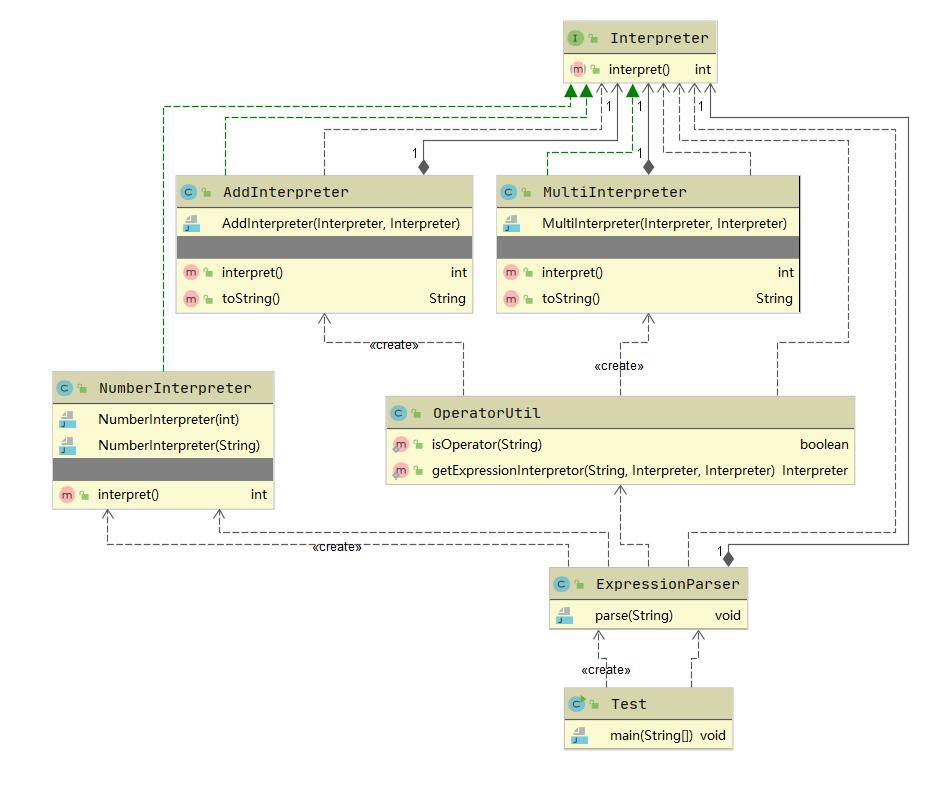 Interpreter
interpret() int
1 1 1
1 1
AddInterpreter
AddInterpreter(Interpreter, Interpreter)
interpret() int
toString() String
MultiInterpreter
MultiInterpreter(Interpreter, Interpreter)
interpret() int
toString() String
«create»
«create»
NumberInterpreter
NumberInterpreter(int)
NumberInterpreter(String)
interpret() int
OperatorUtil
isOperator(String) boolean
getExpressionInterpretor(String, Interpreter, Interpreter) Interpreter
«create»
1
ExpressionParser
parse(String) void
«create»
Test
main(String[]) void